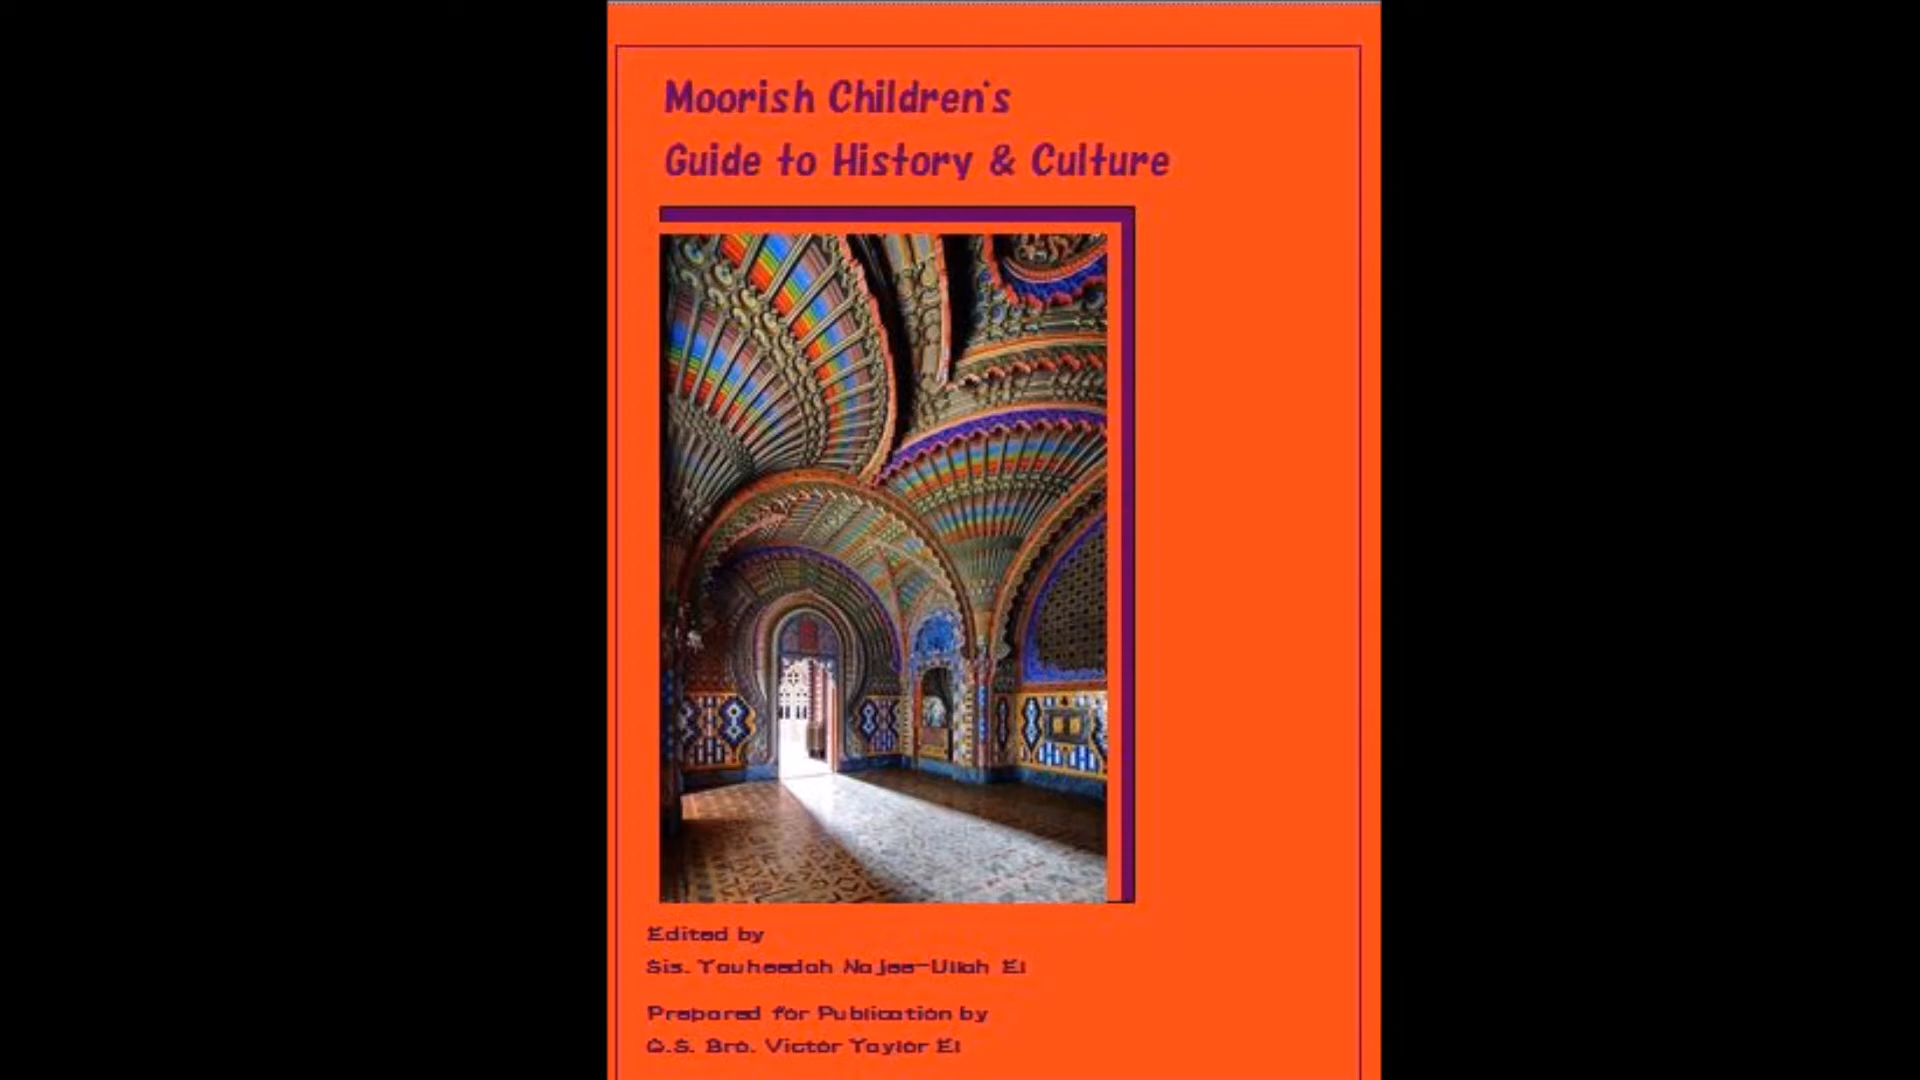 Moorish Children's
Guide to History & Culture
Edited by
Sis. Tauheedah Najee-Ullah El
Prepared for Publication by
G.S. Bro. Victor Taylor El